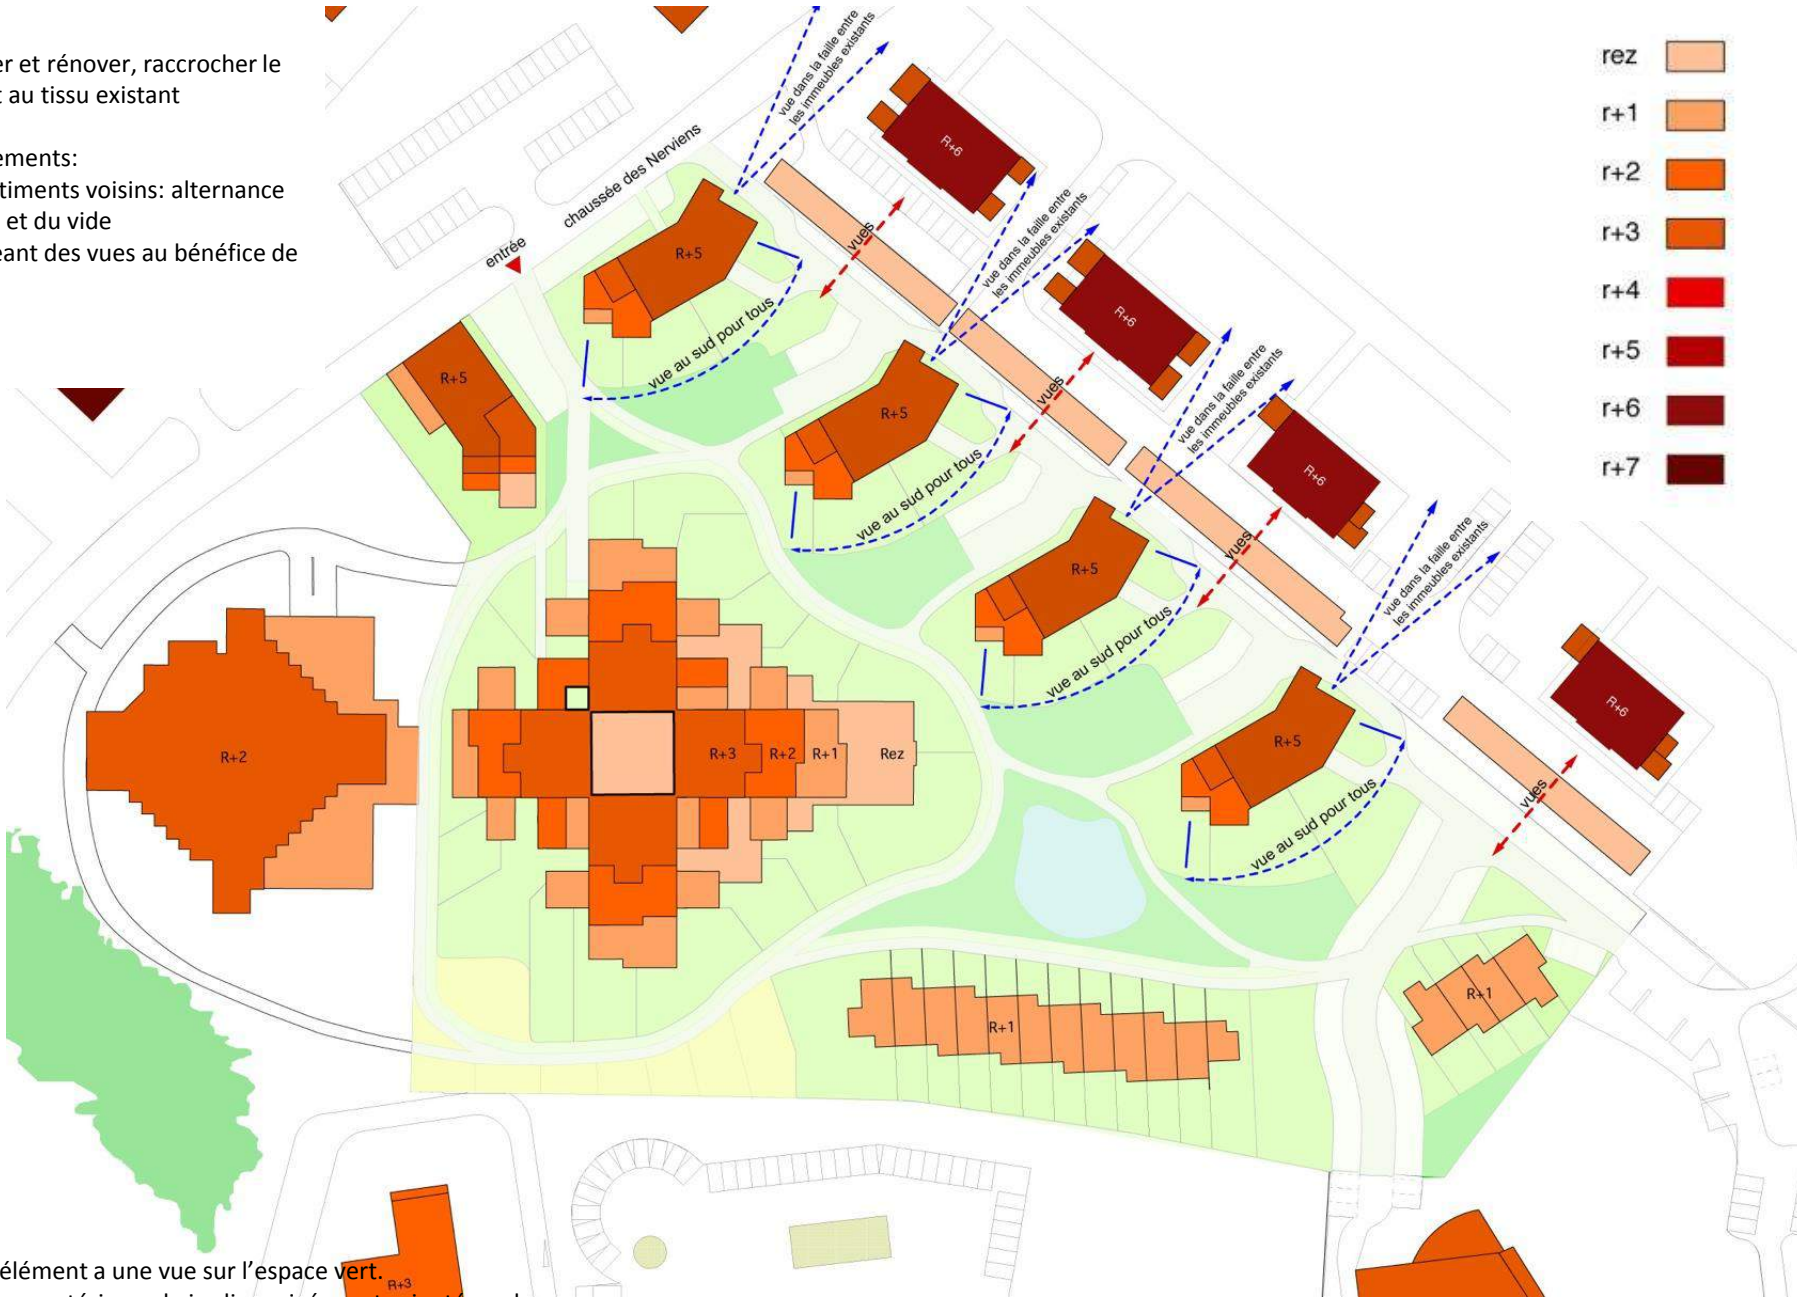 er et rénover, raccrocher le
t au tissu existant
ements:
timents voisins: alternance
et du vide
eant des vues au bénéfice de
rez
r+1
r+2
r+3
r+4
r+5
r+6
r+7
chaussée des Nerviens
entrée
vue dans la faille entre
les immeubles existants
R+6
vues
R+5
vue au sud pour tous
R+5
vue dans la faille entre
les immeubles existants
R+6
vues
R+5
vue au sud pour tous
vue dans la faille entre
les immeubles existants
R+6
vues
R+5
vue au sud pour tous
vue dans la faille entre
les immeubles existants
R+6
vues
R+5
vue au sud pour tous
R+2
R+3
R+2
R+1
Rez
R+1
R+1
élément a une vue sur l'espace vert.
R+3